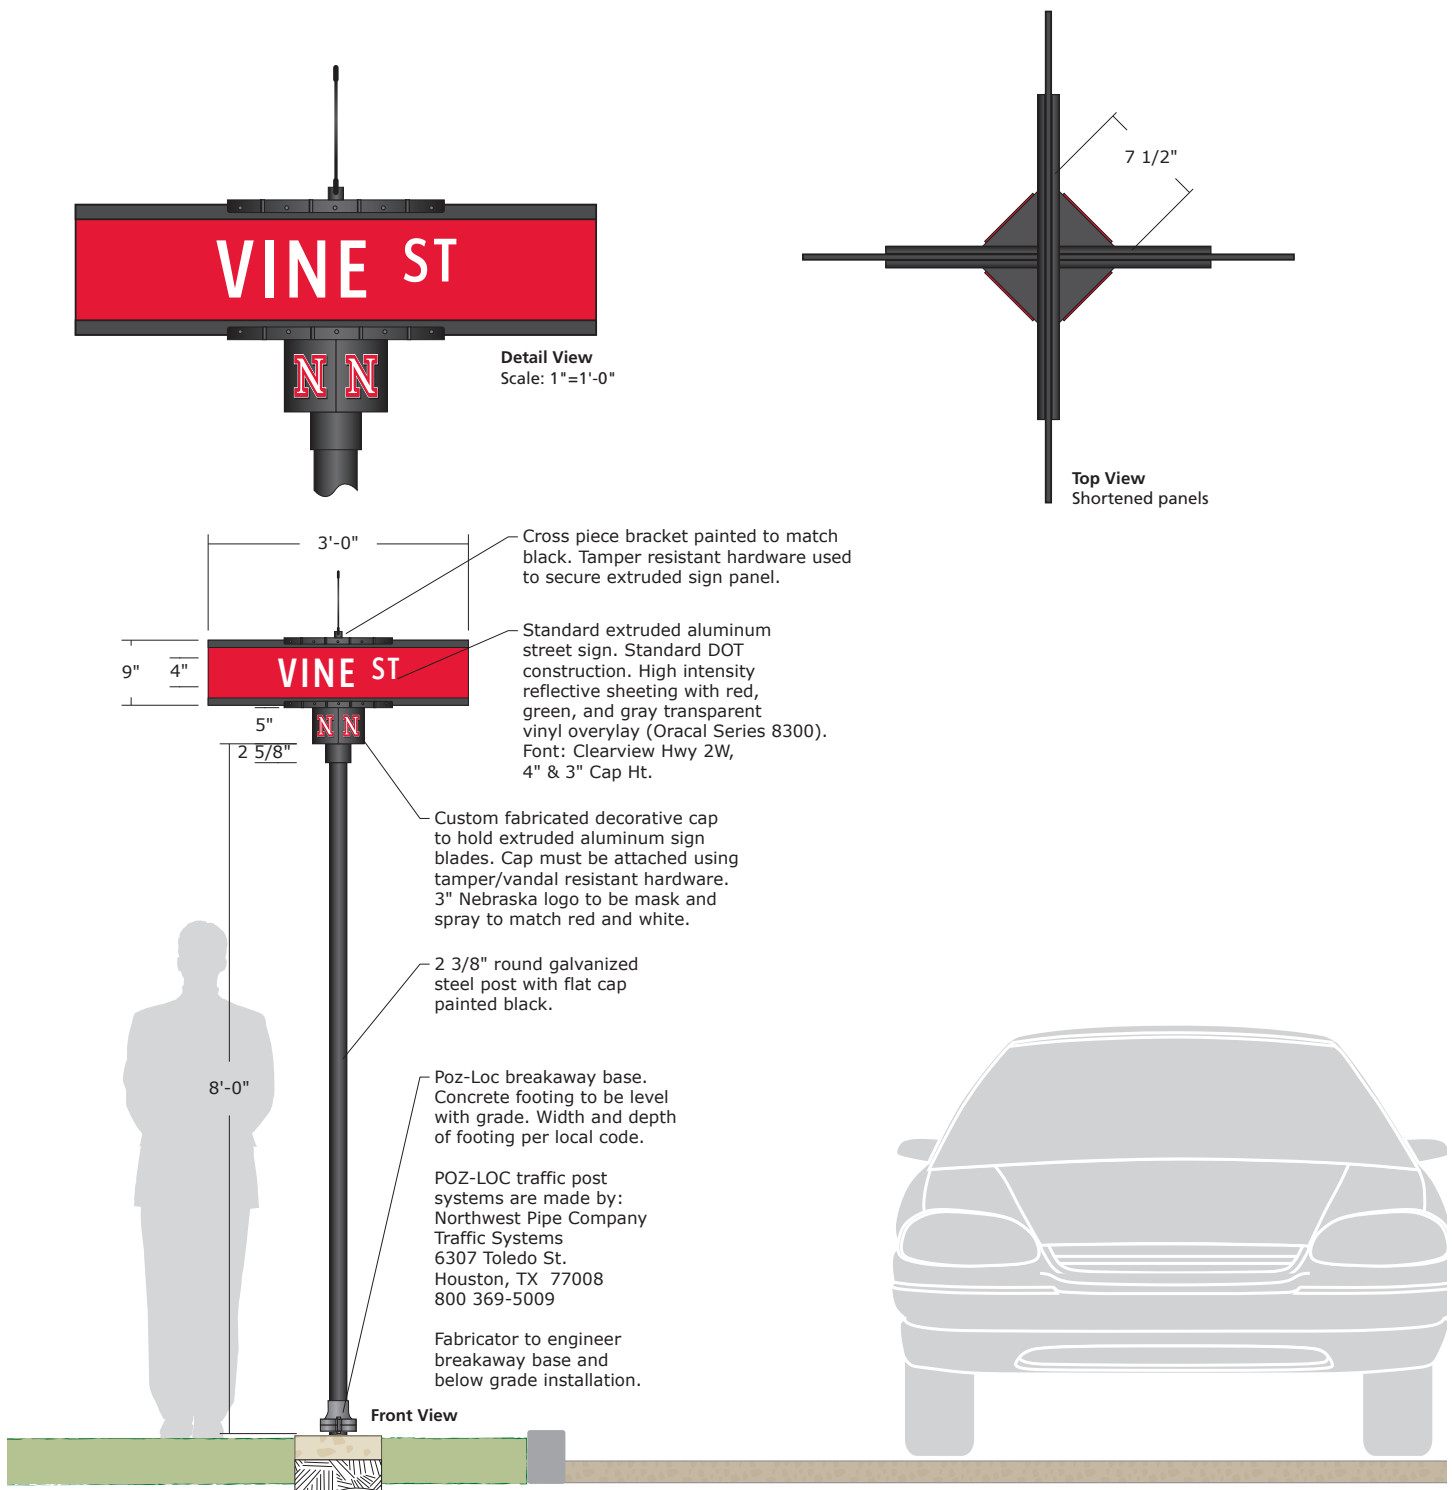 VINE ST
N N
Detail View
Scale: 1"=1'-0"
7 1/2"
Top View
Shortened panels
3'-0"
9"
4"
VINE ST
5"
N N
2 5/8"
8'-0"
Cross piece bracket painted to match
black. Tamper resistant hardware used
to secure extruded sign panel.
Standard extruded aluminum
street sign. Standard DOT
construction. High intensity
reflective sheeting with red,
green, and gray transparent
vinyl overylay (Oracal Series 8300).
Font: Clearview Hwy 2W,
4" & 3" Cap Ht.
Custom fabricated decorative cap
to hold extruded aluminum sign
blades. Cap must be attached using
tamper/vandal resistant hardware.
3" Nebraska logo to be mask and
spray to match red and white.
2 3/8" round galvanized
steel post with flat cap
painted black.
Poz-Loc breakaway base.
Concrete footing to be level
with grade. Width and depth
of footing per local code.
POZ-LOC traffic post
systems are made by:
Northwest Pipe Company
Traffic Systems
6307 Toledo St.
Houston, TX  77008
800 369-5009
Fabricator to engineer
breakaway base and
below grade installation.
Front View